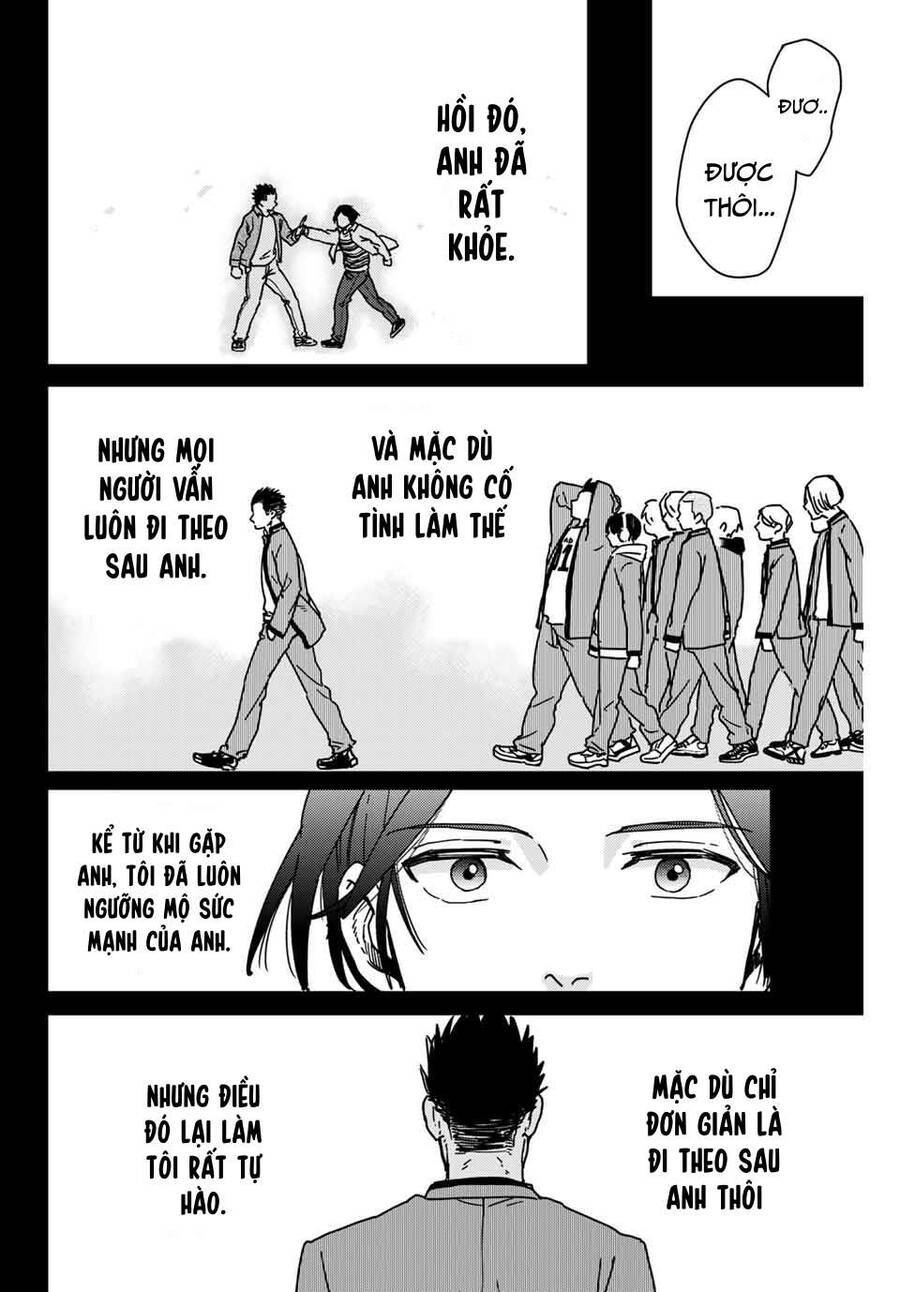 ĐƯƠ..
ĐƯỢC
THÔI...
HỒI ĐÓ,
ANH ĐÃ
RẤT
KHỎE.
VÀ MẶC DÙ
ANH KHÔNG CỐ
TÌNH LÀM THẾ
NHƯNG MỌI
NGƯỜI VẪN
LUÔN ĐI THEO
SAU ANH.
KỂ TỪ KHI GẶP
ANH, TÔI ĐÃ LUÔN
NGƯỠNG MỘ SỨC
MẠNH CỦA ANH.
MẶC DÙ CHỈ
ĐƠN GIẢN LÀ
ĐI THEO SAU
ANH THÔI
NHƯNG ĐIỀU
ĐÓ LẠI LÀM
TÔI RẤT TỰ
HÀO.